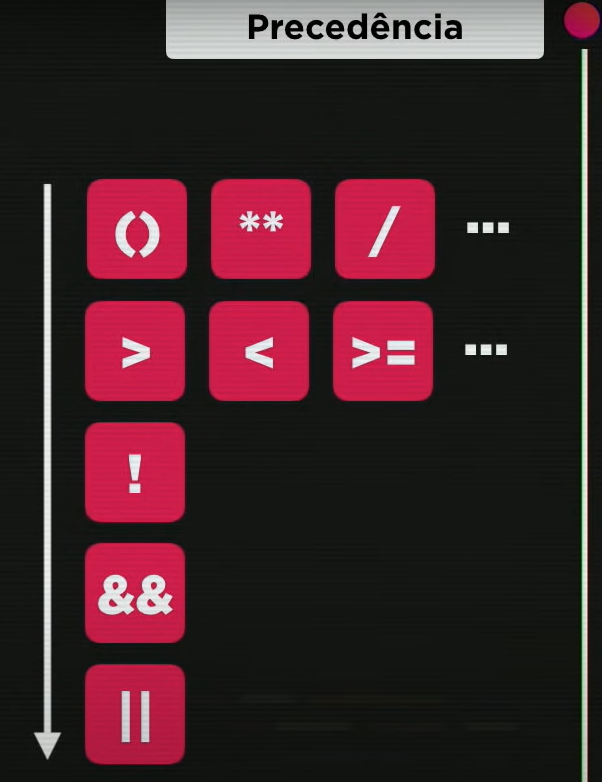 Precedência
() ** / ...
> < >= ...
!
&&
||